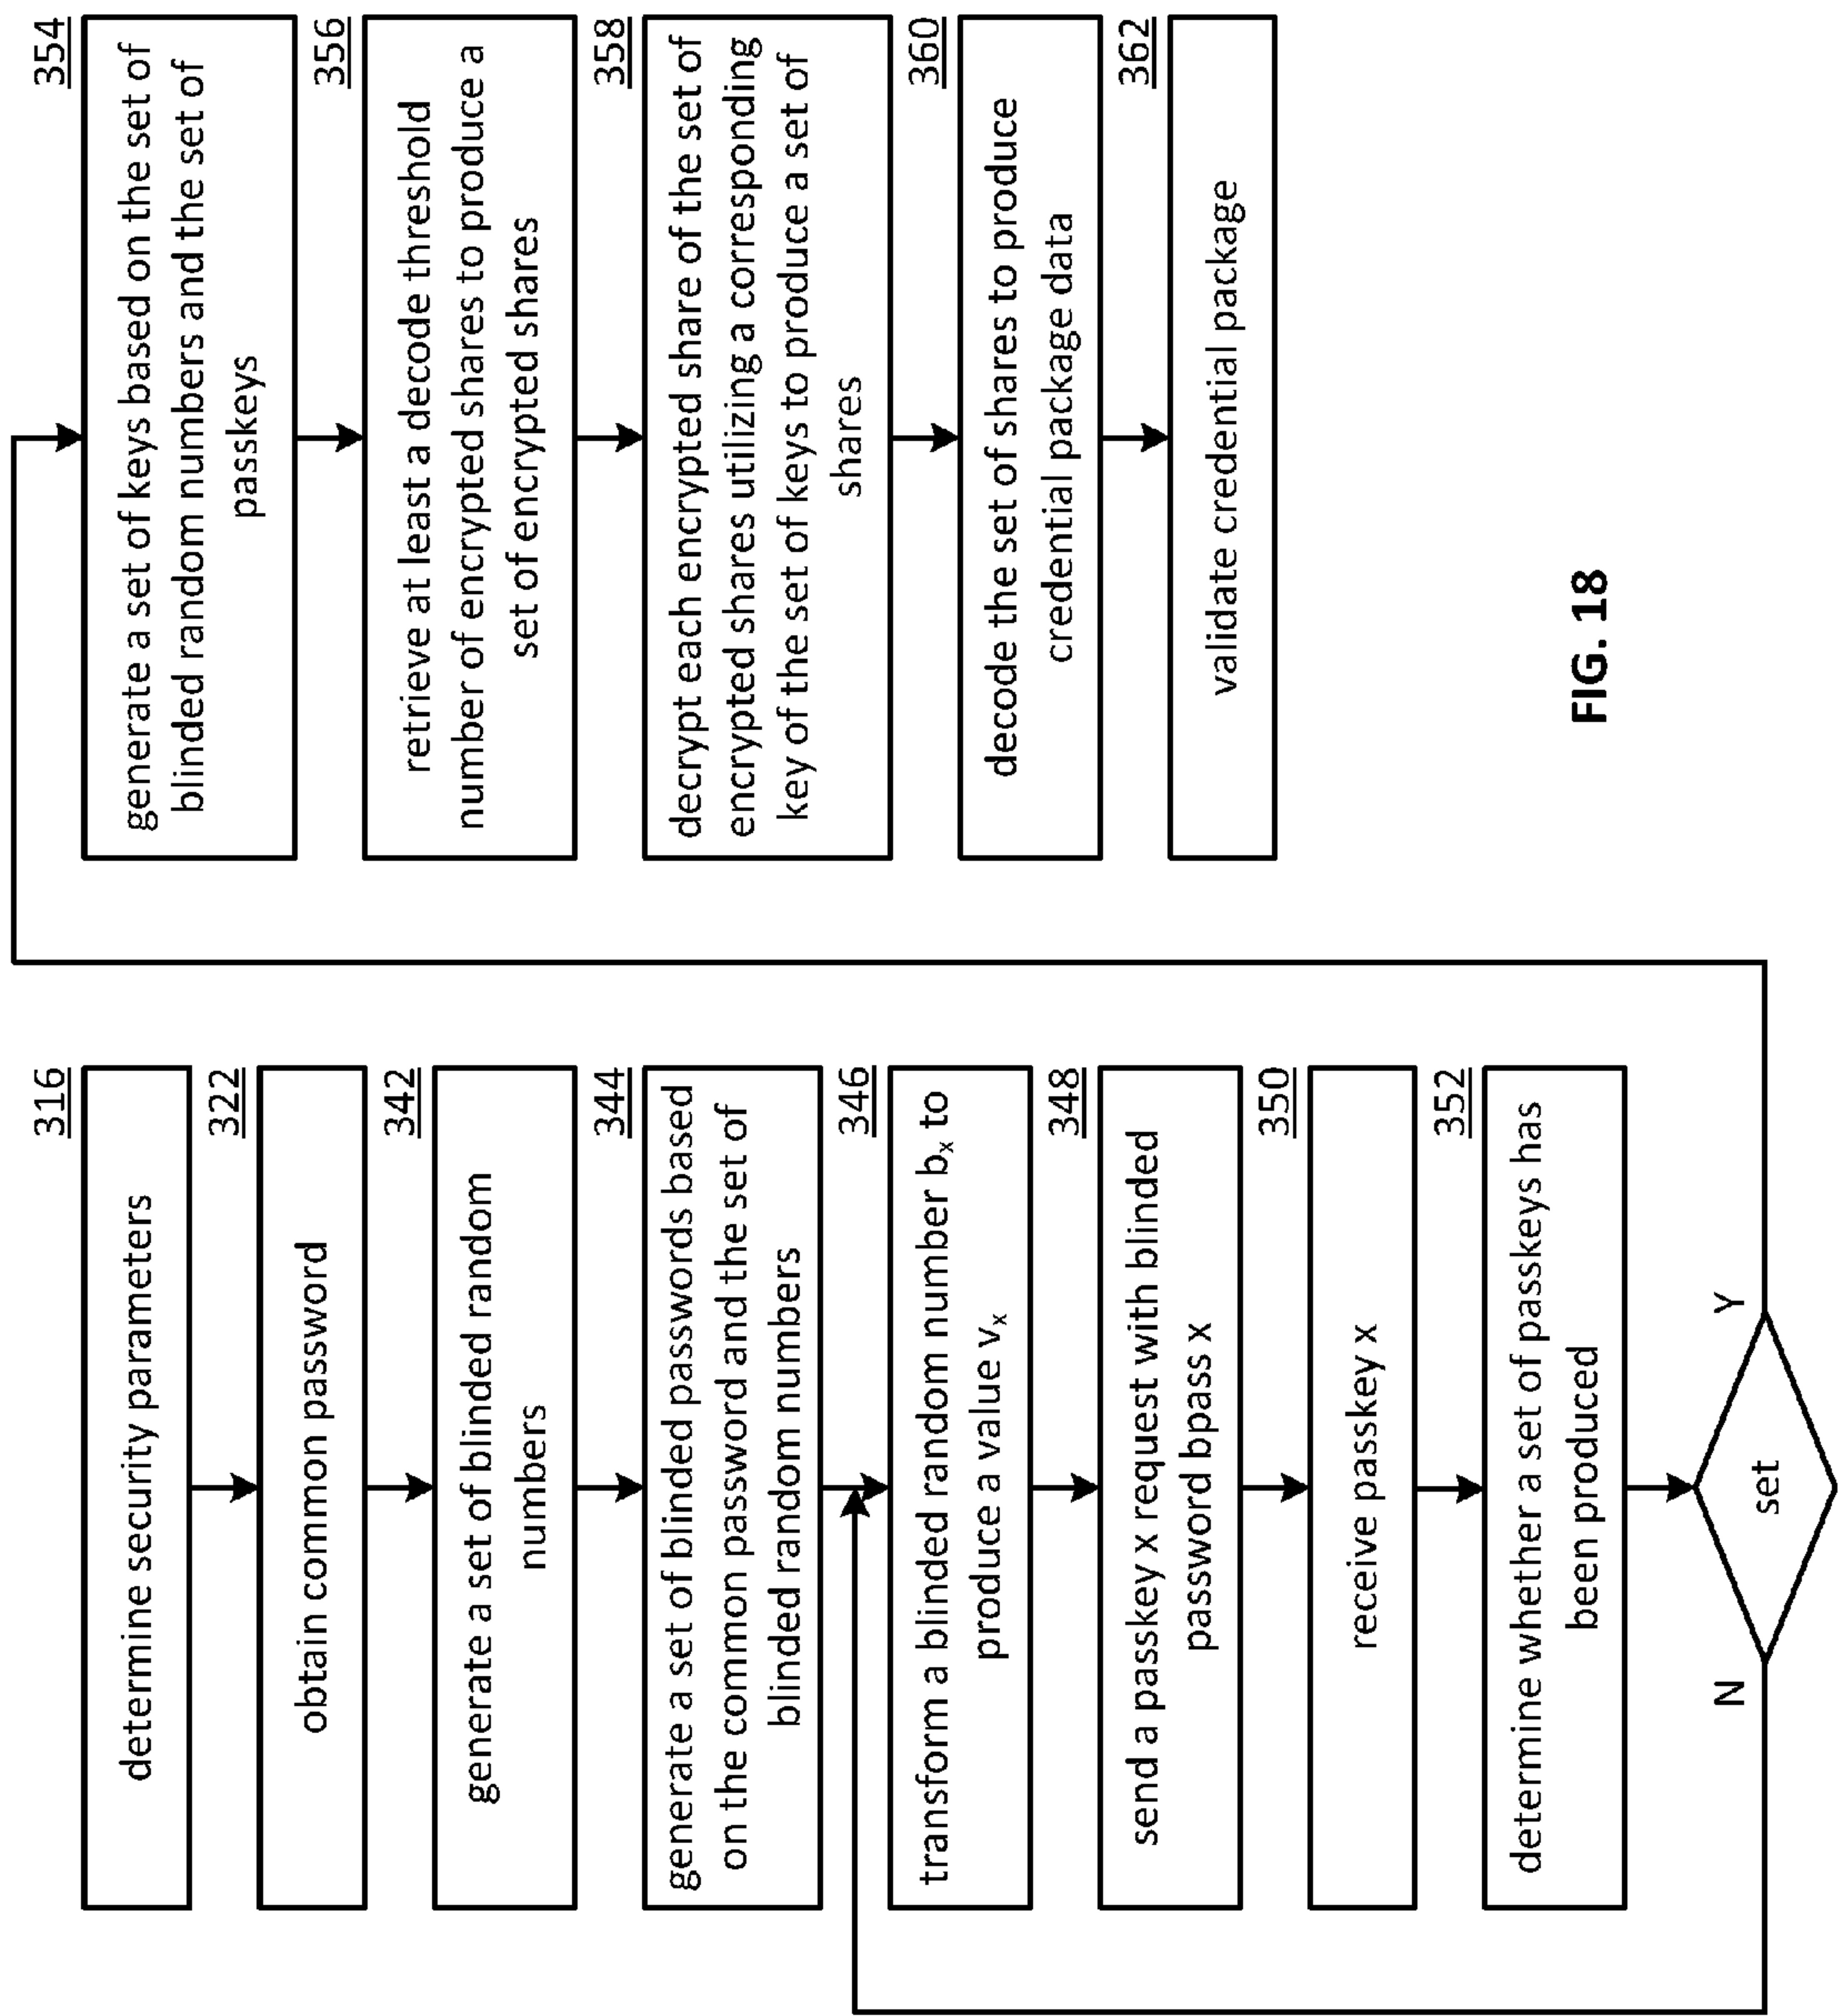 316
determine security parameters
322
obtain common password
342
generate a set of blinded random
numbers
344
generate a set of blinded passwords based
on the common password and the set of
blinded random numbers
346
transform a blinded random number bₓ to
produce a value vₓ
348
send a passkey x request with blinded
password bpass x
350
receive passkey x
352
determine whether a set of passkeys has
been produced
set
N
Y
354
generate a set of keys based on the set of
blinded random numbers and the set of
passkeys
356
retrieve at least a decode threshold
number of encrypted shares to produce a
set of encrypted shares
358
decrypt each encrypted share of the set of
encrypted shares utilizing a corresponding
key of the set of keys to produce a set of
shares
360
decode the set of shares to produce
credential package data
362
validate credential package
FIG. 18